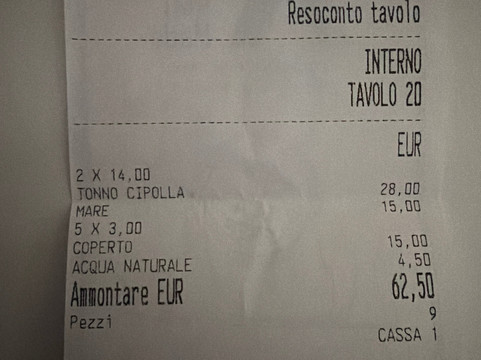 Resoconto tavolo
INTERNO
TAVOLO 20
EUR
2 X 14,00
TONNO CIPOLLA 28,00
MARE 15,00
5 X 3,00
COPERTO 15,00
ACQUA NATURALE 4,50
Ammontare EUR 62,50
Pezzi 9
CASSA 1